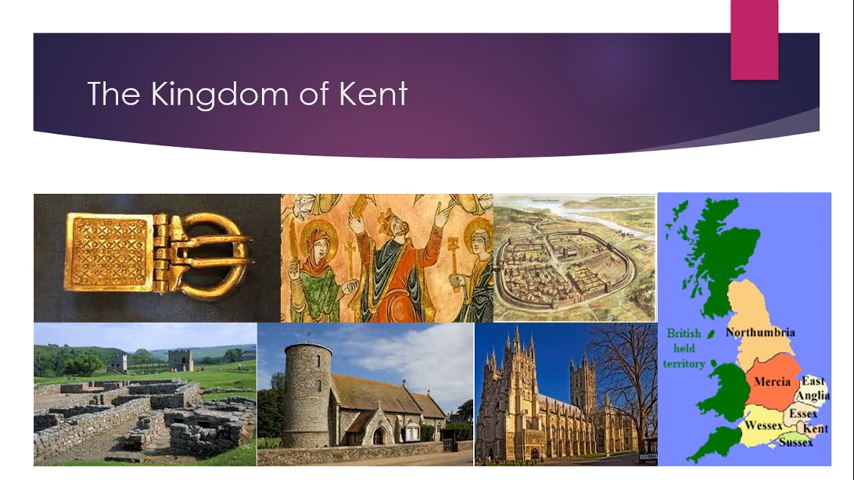 The Kingdom of Kent
British
held
territory
Northumbria
Mercia
East
Anglia
Essex
Wessex
Kent
Sussex